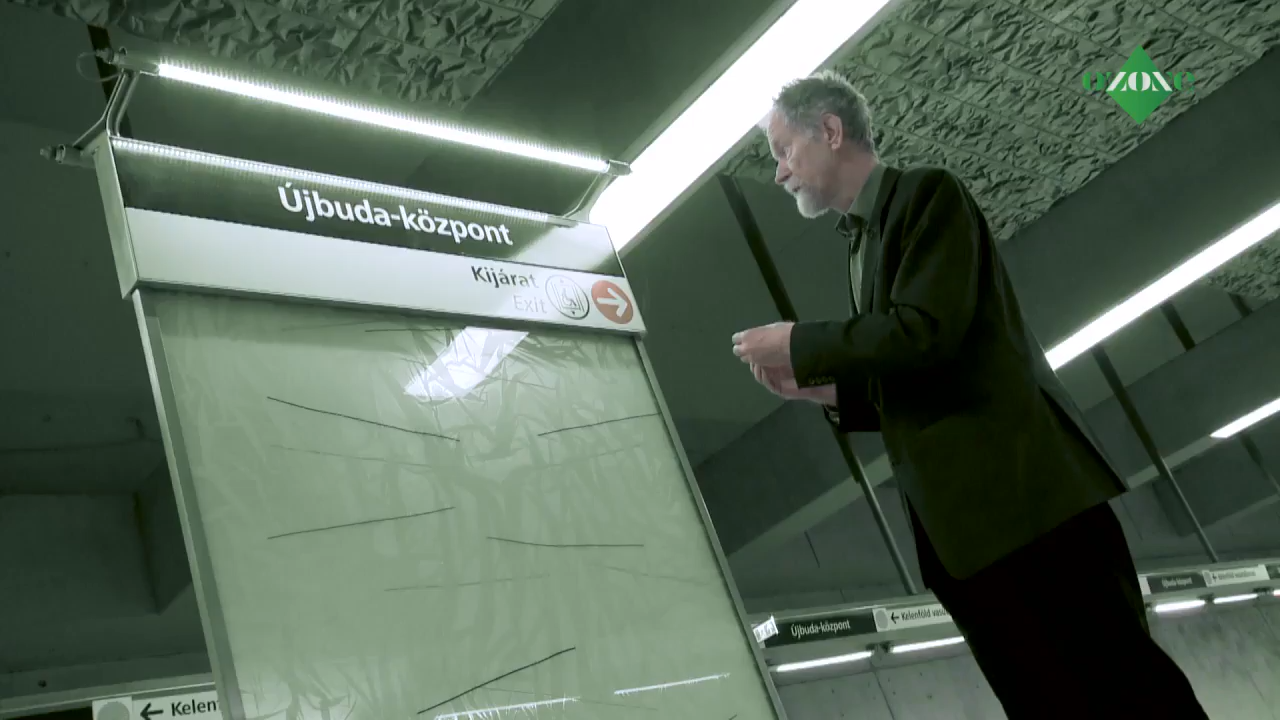 OZONE
Újbuda-központ
Kijárat
Exit
Újbuda-központ
← Kelenföld
← Kelen